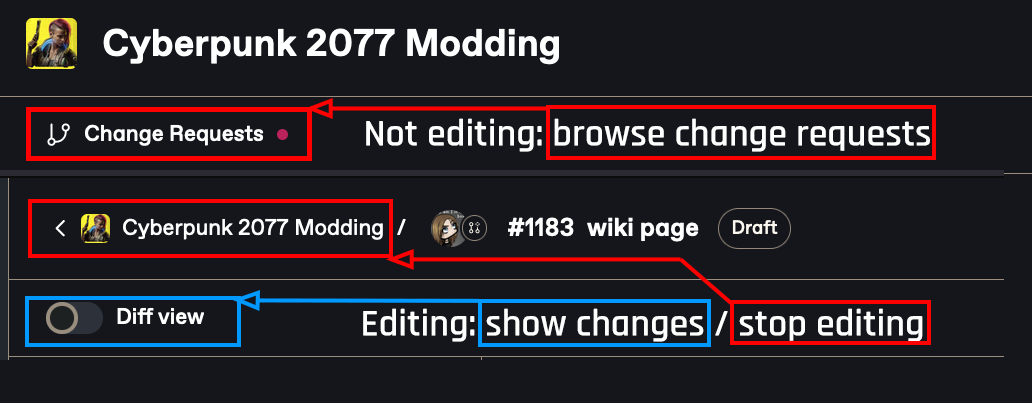 Cyberpunk 2077 Modding
Change Requests Not editing: browse change requests
Cyberpunk 2077 Modding / #1183 wiki page Draft
Diff view Editing: show changes / stop editing